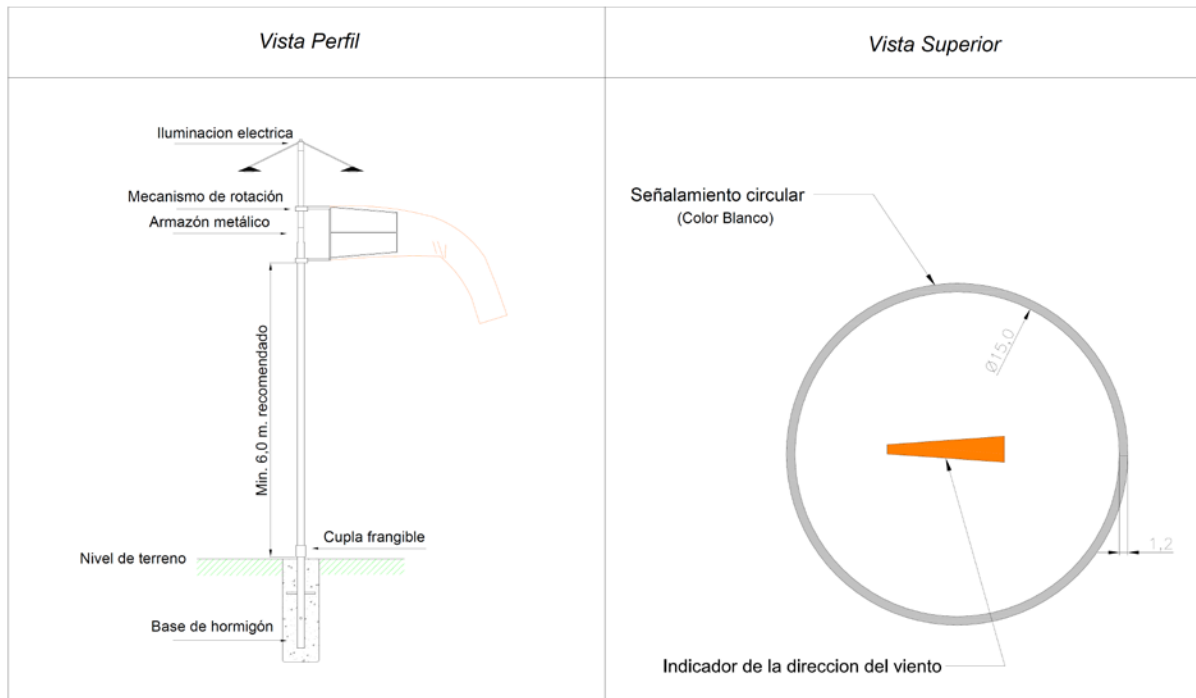 Vista Perfil
Vista Superior
Iluminacion electrica
Mecanismo de rotación
Armazón metálico
Min. 6,0 m. recomendado
Cupla frangible
Nivel de terreno
Base de hormigón
Señalamiento circular
(Color Blanco)
Ø15,0
1,2
Indicador de la direccion del viento